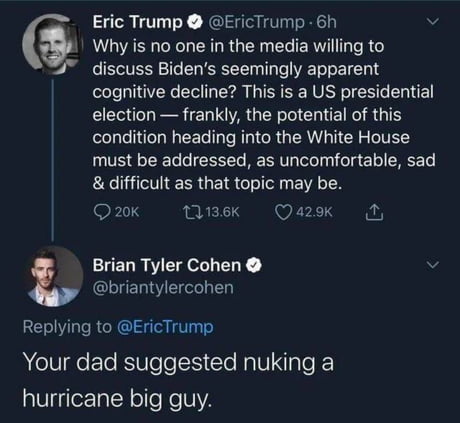 Eric Trump @EricTrump · 6h
Why is no one in the media willing to
discuss Biden's seemingly apparent
cognitive decline? This is a US presidential
election — frankly, the potential of this
condition heading into the White House
must be addressed, as uncomfortable, sad
& difficult as that topic may be.
20K 13.6K 42.9K
Brian Tyler Cohen
@briantylercohen
Replying to @EricTrump
Your dad suggested nuking a
hurricane big guy.